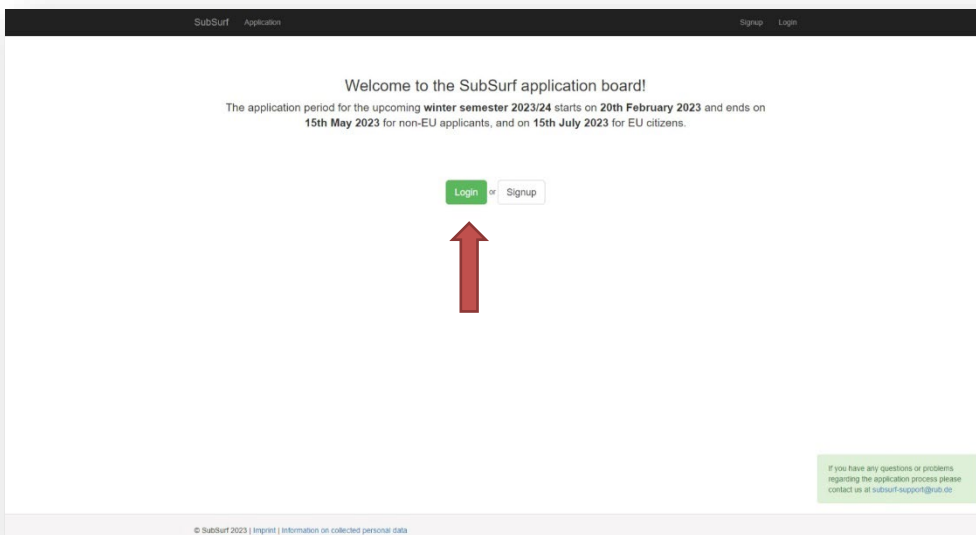 SubSurf Application Signup Login
Welcome to the SubSurf application board!
The application period for the upcoming winter semester 2023/24 starts on 20th February 2023 and ends on
15th May 2023 for non-EU applicants, and on 15th July 2023 for EU citizens.
Login or Signup
If you have any questions or problems
regarding the application process please
contact us at subsurf-support@rub.de
© SubSurf 2023 | Imprint | Information on collected personal data